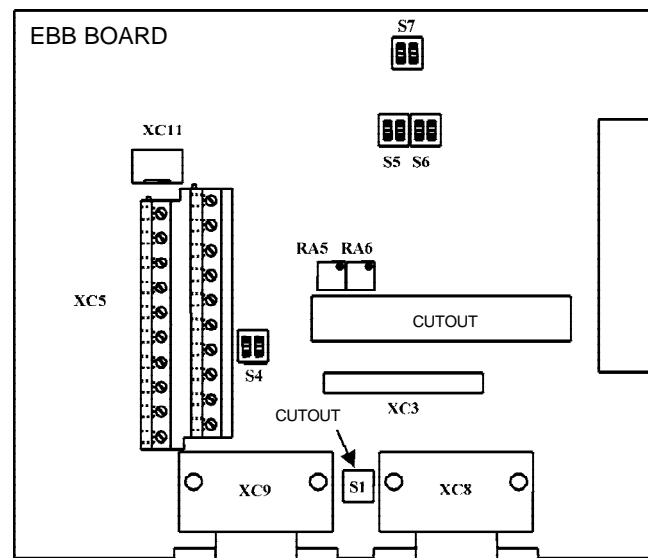 EBB BOARD
S7
XC11
S5 S6
RA5 RA6
XC5
CUTOUT
S4
XC3
CUTOUT
XC9
S1
XC8